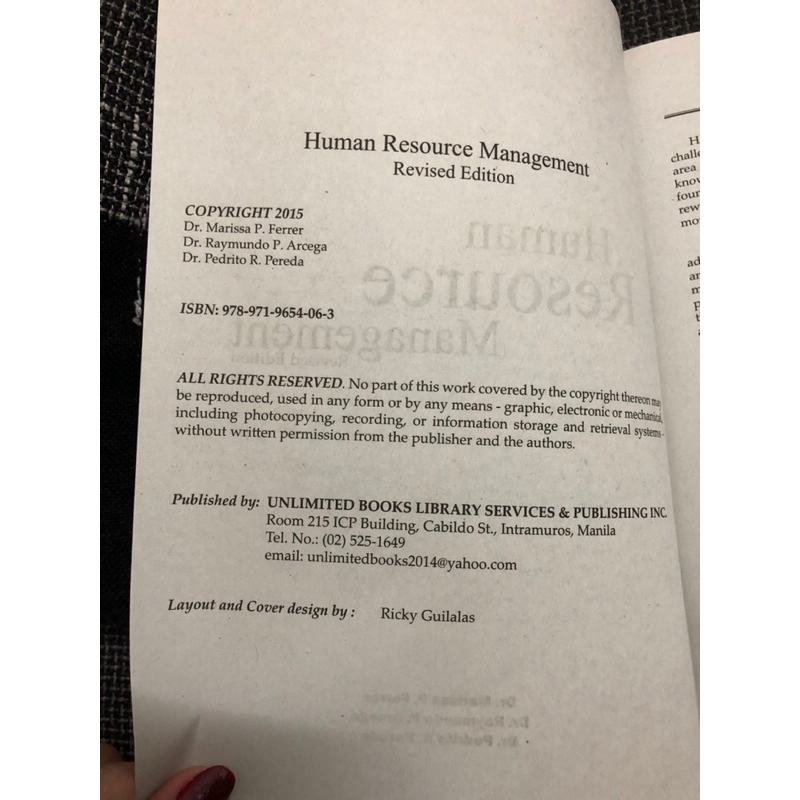 Human Resource Management
Revised Edition
COPYRIGHT 2015
Dr. Marissa P. Ferrer
Dr. Raymundo P. Arcega
Dr. Pedrito R. Pereda
ISBN: 978-971-9654-06-3
ALL RIGHTS RESERVED. No part of this work covered by the copyright thereon may
be reproduced, used in any form or by any means - graphic, electronic or mechanical,
including photocopying, recording, or information storage and retrieval systems -
without written permission from the publisher and the authors.
Published by: UNLIMITED BOOKS LIBRARY SERVICES & PUBLISHING INC.
Room 215 ICP Building, Cabildo St., Intramuros, Manila
Tel. No.: (02) 525-1649
email: unlimitedbooks2014@yahoo.com
Layout and Cover design by : Ricky Guilalas